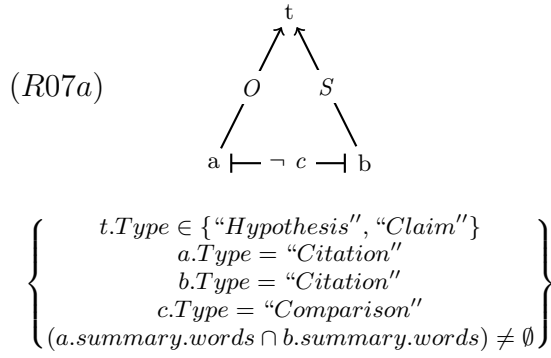 t
(R07a)
O S
a ¬ c b
t.Type ∈ {“Hypothesis”, “Claim”}
a.Type = “Citation”
b.Type = “Citation”
c.Type = “Comparison”
(a.summary.words ∩ b.summary.words) ≠ ∅